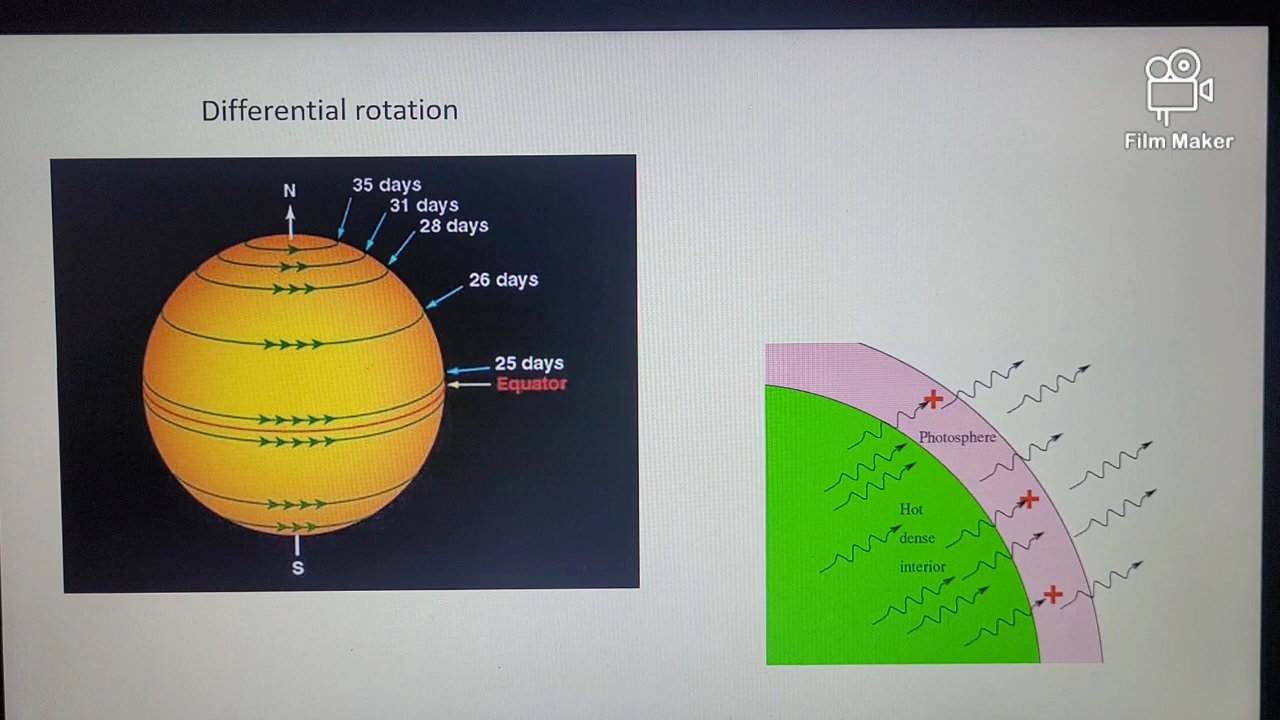 Differential rotation
Film Maker
N
35 days
31 days
28 days
26 days
25 days
Equator
S
Photosphere
Hot
dense
interior